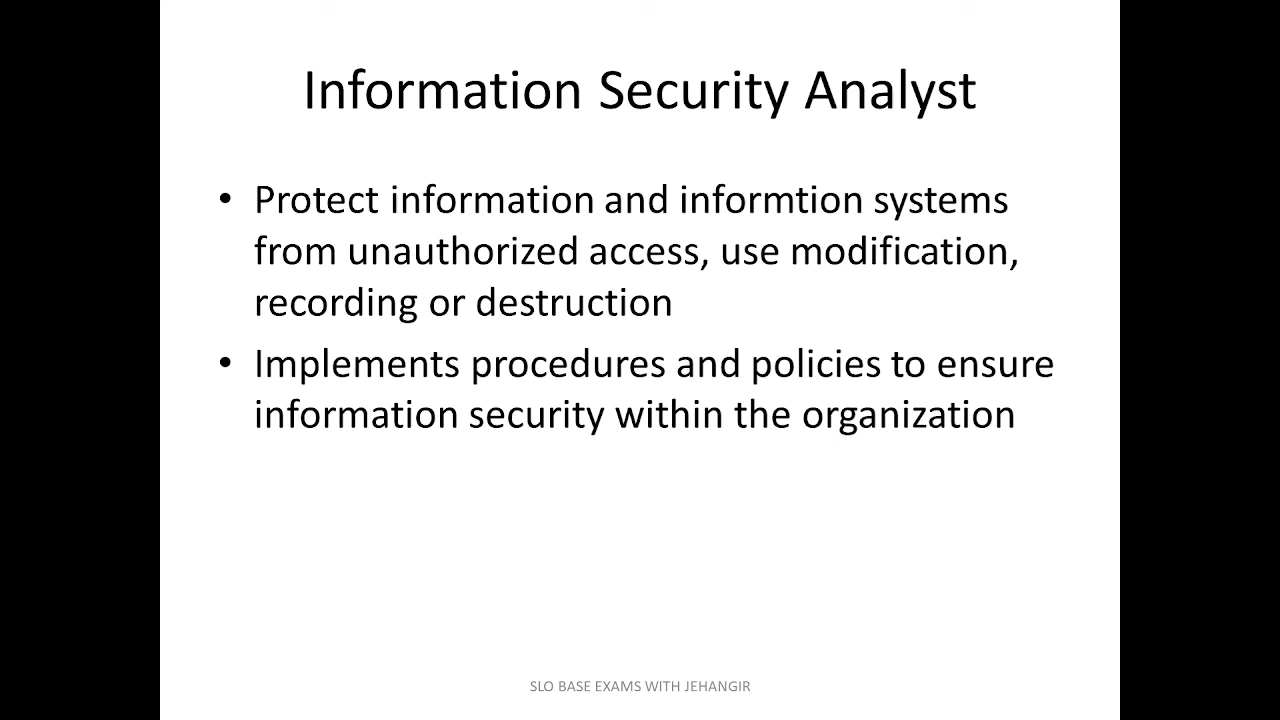 Information Security Analyst
• Protect information and informtion systems
from unauthorized access, use modification,
recording or destruction
• Implements procedures and policies to ensure
information security within the organization
SLO BASE EXAMS WITH JEHANGIR